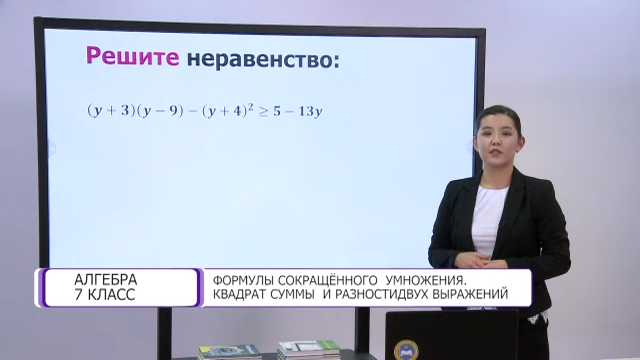 Решите неравенство:
(y + 3)(y − 9) − (y + 4)² ≥ 5 − 13y
АЛГЕБРА
7 КЛАСС
ФОРМУЛЫ СОКРАЩЁННОГО УМНОЖЕНИЯ.
КВАДРАТ СУММЫ И РАЗНОСТИДВУХ ВЫРАЖЕНИЙ